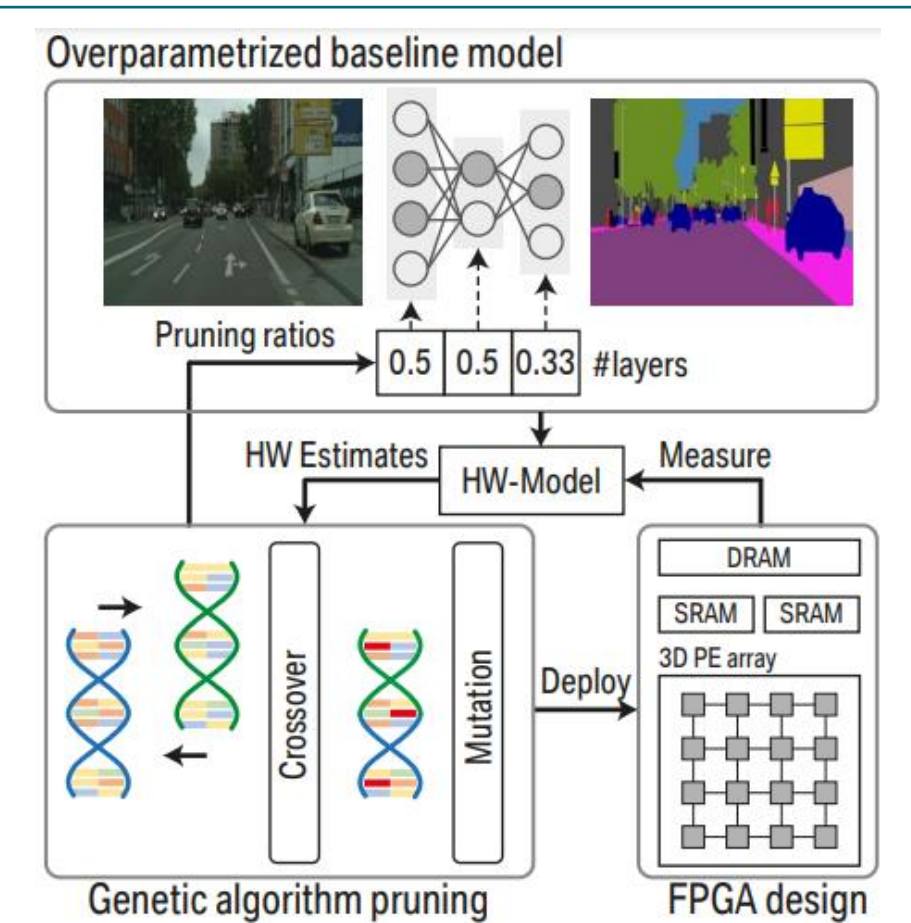 Overparametrized baseline model
Pruning ratios
0.5 0.5 0.33 #layers
HW Estimates
HW-Model
Measure
Crossover
Mutation
Deploy
DRAM
SRAM SRAM
3D PE array
Genetic algorithm pruning
FPGA design